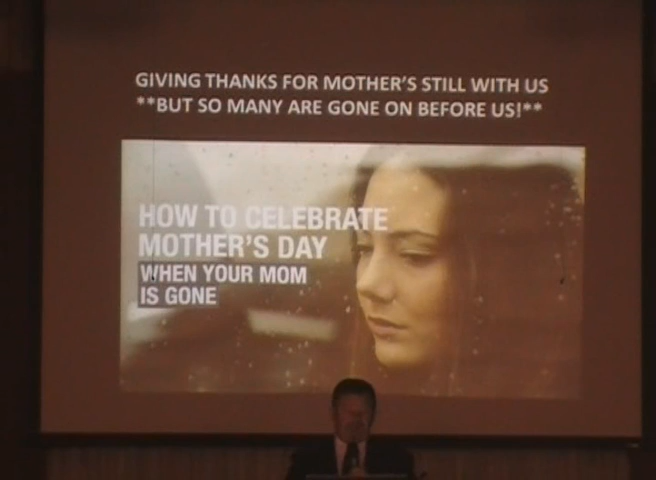 GIVING THANKS FOR MOTHER'S STILL WITH US
**BUT SO MANY ARE GONE ON BEFORE US!**
HOW TO CELEBRATE
MOTHER'S DAY
WHEN YOUR MOM
IS GONE